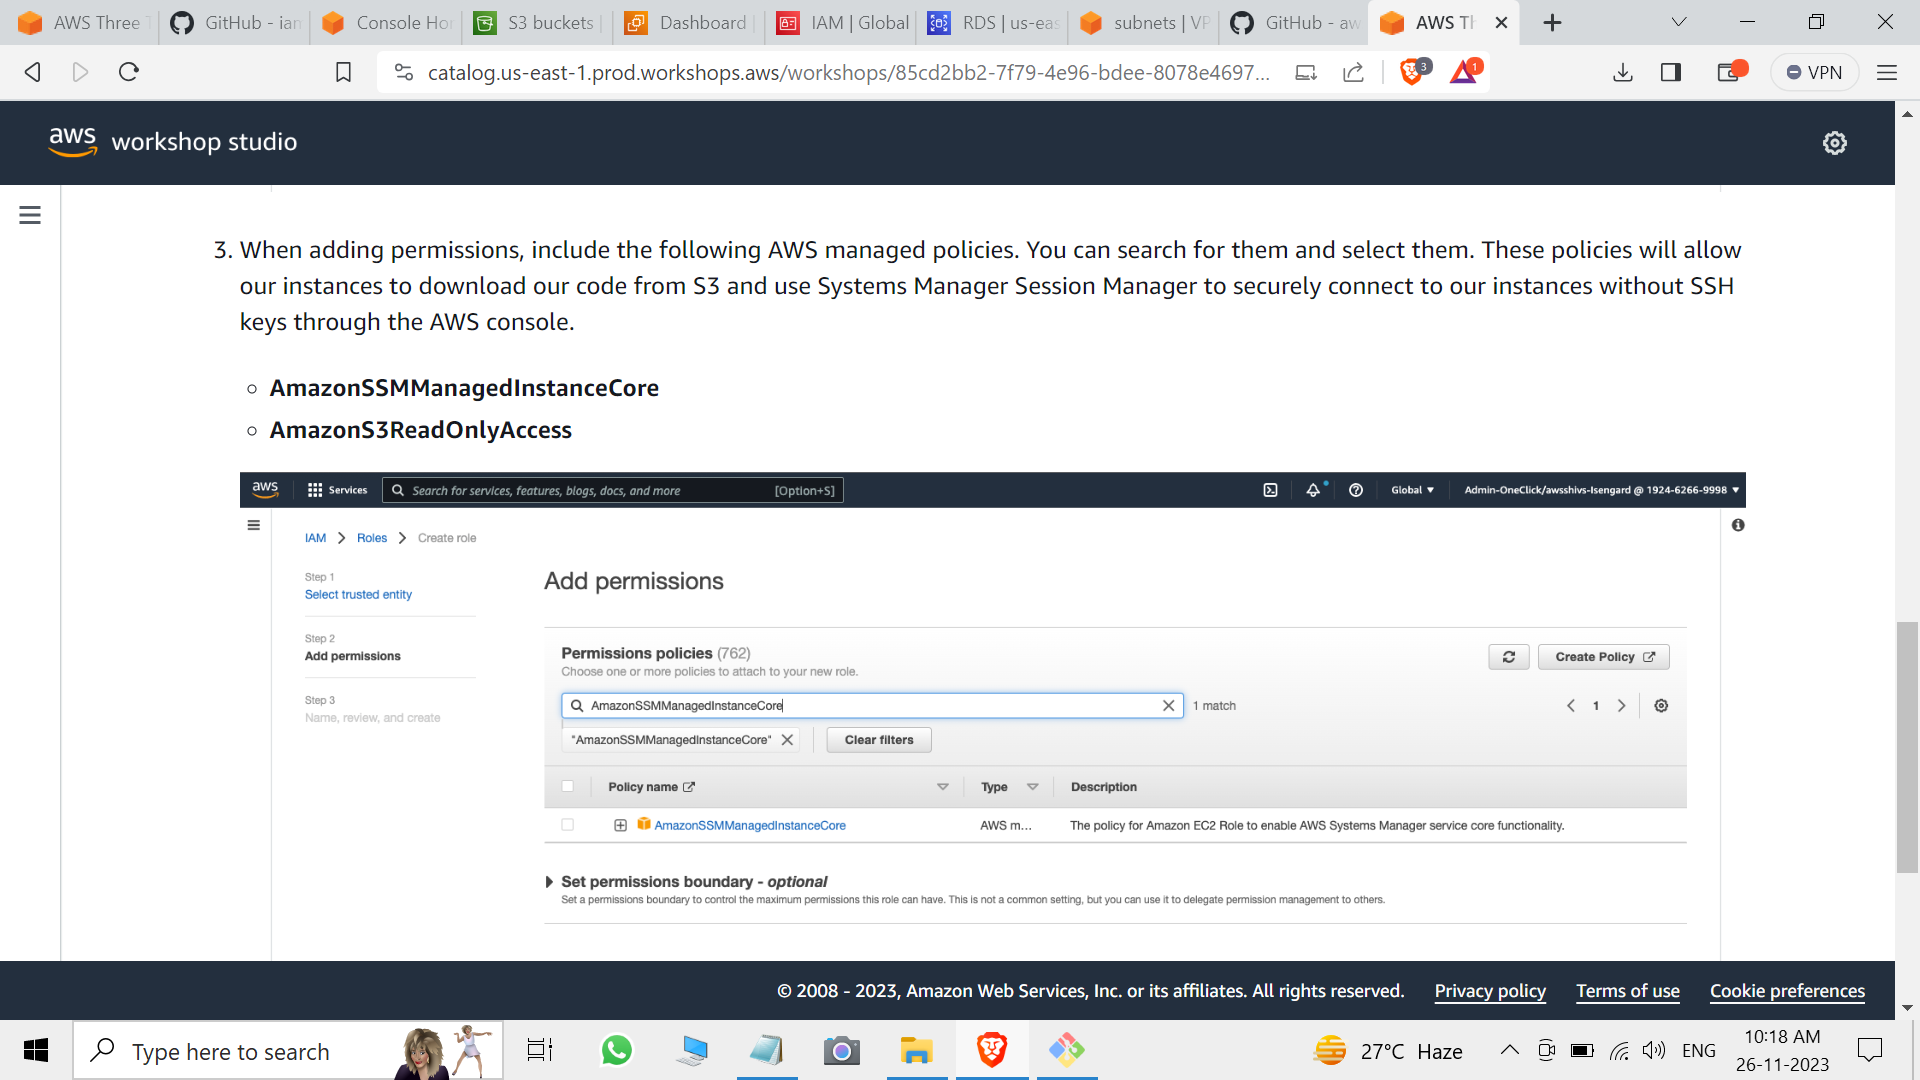 AWS Three T
GitHub - ian
Console Hor
S3 buckets
Dashboard
IAM | Global
RDS | us-eas
subnets | VP
GitHub - aw
AWS Th
catalog.us-east-1.prod.workshops.aws/workshops/85cd2bb2-7f79-4e96-bdee-8078e4697...
3
1
VPN
aws workshop studio
3. When adding permissions, include the following AWS managed policies. You can search for them and select them. These policies will allow
our instances to download our code from S3 and use Systems Manager Session Manager to securely connect to our instances without SSH
keys through the AWS console.
AmazonSSMManagedInstanceCore
AmazonS3ReadOnlyAccess
aws Services Search for services, features, blogs, docs, and more [Option+S] Global Admin-OneClick/awsshivs-Isengard @ 1924-6266-9998
IAM > Roles > Create role
Step 1
Select trusted entity
Step 2
Add permissions
Step 3
Name, review, and create
Add permissions
Permissions policies (762)
Choose one or more policies to attach to your new role.
Create Policy
AmazonSSMManagedInstanceCore
1 match
1
"AmazonSSMManagedInstanceCore"
Clear filters
Policy name Type Description
AmazonSSMManagedInstanceCore AWS m... The policy for Amazon EC2 Role to enable AWS Systems Manager service core functionality.
Set permissions boundary - optional
Set a permissions boundary to control the maximum permissions this role can have. This is not a common setting, but you can use it to delegate permission management to others.
© 2008 - 2023, Amazon Web Services, Inc. or its affiliates. All rights reserved. Privacy policy Terms of use Cookie preferences
Type here to search
27°C Haze
ENG
10:18 AM
26-11-2023